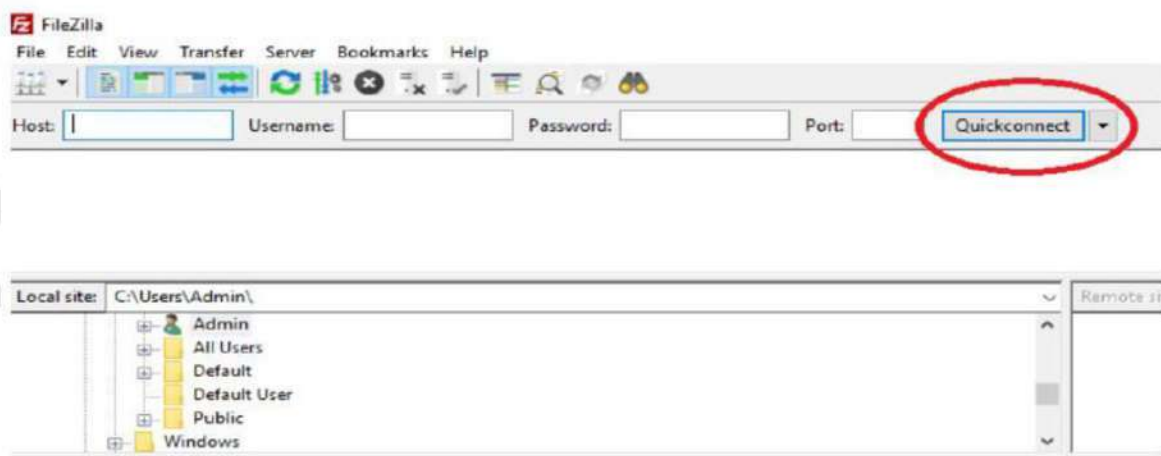 FileZilla
File Edit View Transfer Server Bookmarks Help
Host: Username: Password: Port: Quickconnect
Local site: C:\Users\Admin\ Remote
Admin
All Users
Default
Default User
Public
Windows